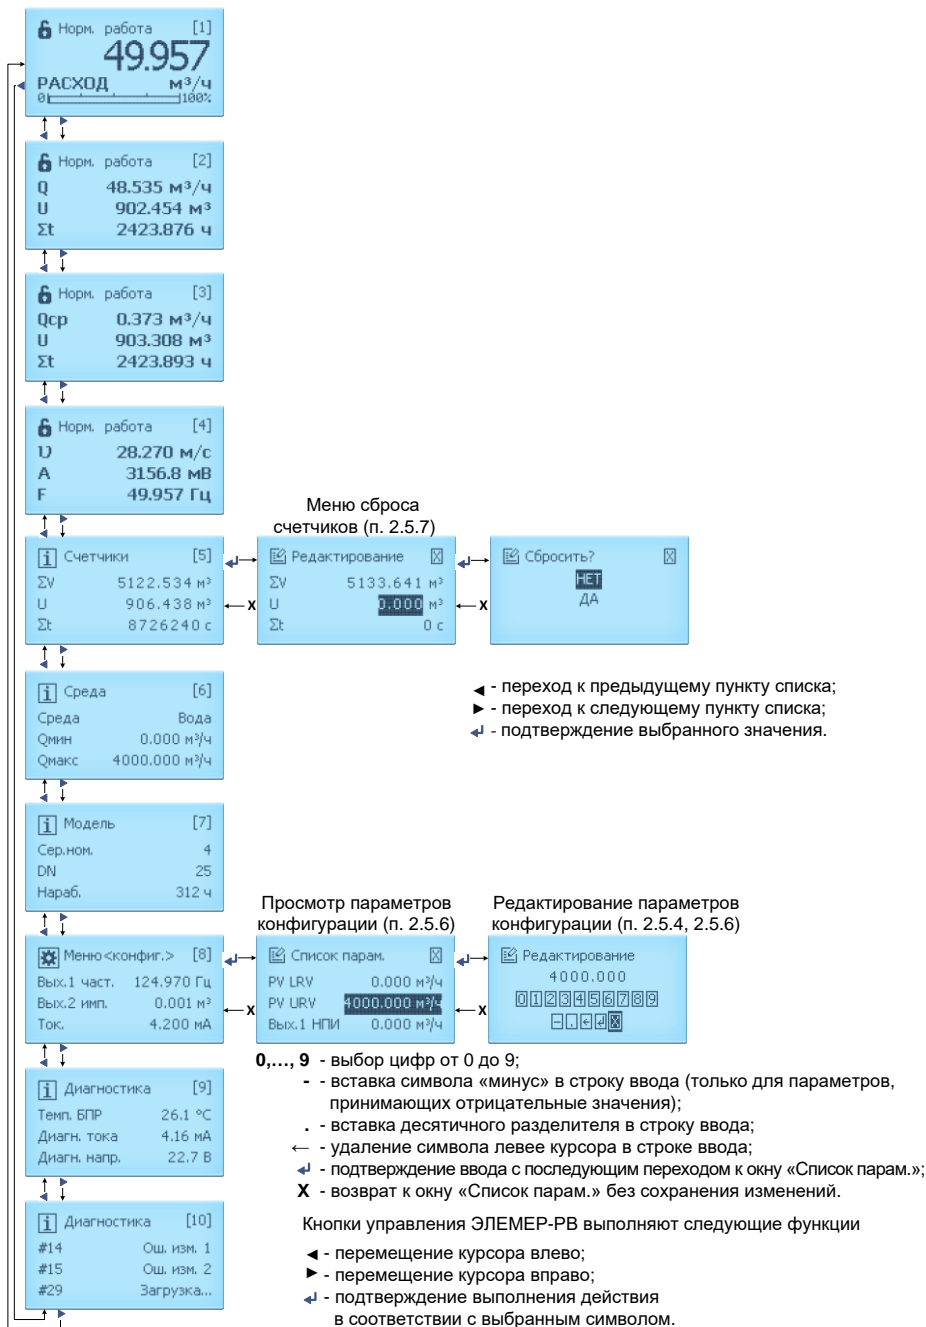 Норм. работа [1]
49.957
РАСХОД м³/ч
0 100%
Норм. работа [2]
Q 48.535 м³/ч
U 902.454 м³
Σt 2423.876 ч
Норм. работа [3]
Qср 0.373 м³/ч
U 903.308 м³
Σt 2423.893 ч
Норм. работа [4]
υ 28.270 м/с
A 3156.8 мВ
F 49.957 Гц
Меню сброса
счетчиков (п. 2.5.7)
i Счетчики [5]
ΣV 5122.534 м³
U 906.438 м³
Σt 8726240 с
Редактирование X
ΣV 5133.641 м³
U 0.000 м³
Σt 0 с
Сбросить? X
НЕТ
ДА
X
X
i Среда [6]
Среда Вода
Qмин 0.000 м³/ч
Qмакс 4000.000 м³/ч
◄ - переход к предыдущему пункту списка;
► - переход к следующему пункту списка;
↵ - подтверждение выбранного значения.
i Модель [7]
Сер.ном. 4
DN 25
Нараб. 312 ч
Просмотр параметров
конфигурации (п. 2.5.6)
Редактирование параметров
конфигурации (п. 2.5.4, 2.5.6)
Меню<конфиг.> [8]
Вых.1 част. 124.970 Гц
Вых.2 имп. 0.001 м³
Ток. 4.200 мА
Список парам. X
PV LRV 0.000 м³/ч
PV URV 4000.000 м³/ч
Вых.1 НПИ 0.000 м³/ч
Редактирование
4000.000
0 1 2 3 4 5 6 7 8 9
- . ← ↵ X
X
X
0,..., 9 - выбор цифр от 0 до 9;
- - вставка символа «минус» в строку ввода (только для параметров,
принимающих отрицательные значения);
. - вставка десятичного разделителя в строку ввода;
← - удаление символа левее курсора в строке ввода;
↵ - подтверждение ввода с последующим переходом к окну «Список парам.»;
X - возврат к окну «Список парам.» без сохранения изменений.
i Диагностика [9]
Темп. БПР 26.1 °C
Диагн. тока 4.16 мА
Диагн. напр. 22.7 В
i Диагностика [10]
#14 Ош. изм. 1
#15 Ош. изм. 2
#29 Загрузка...
Кнопки управления ЭЛЕМЕР-РВ выполняют следующие функции
◄ - перемещение курсора влево;
► - перемещение курсора вправо;
↵ - подтверждение выполнения действия
в соответствии с выбранным символом.